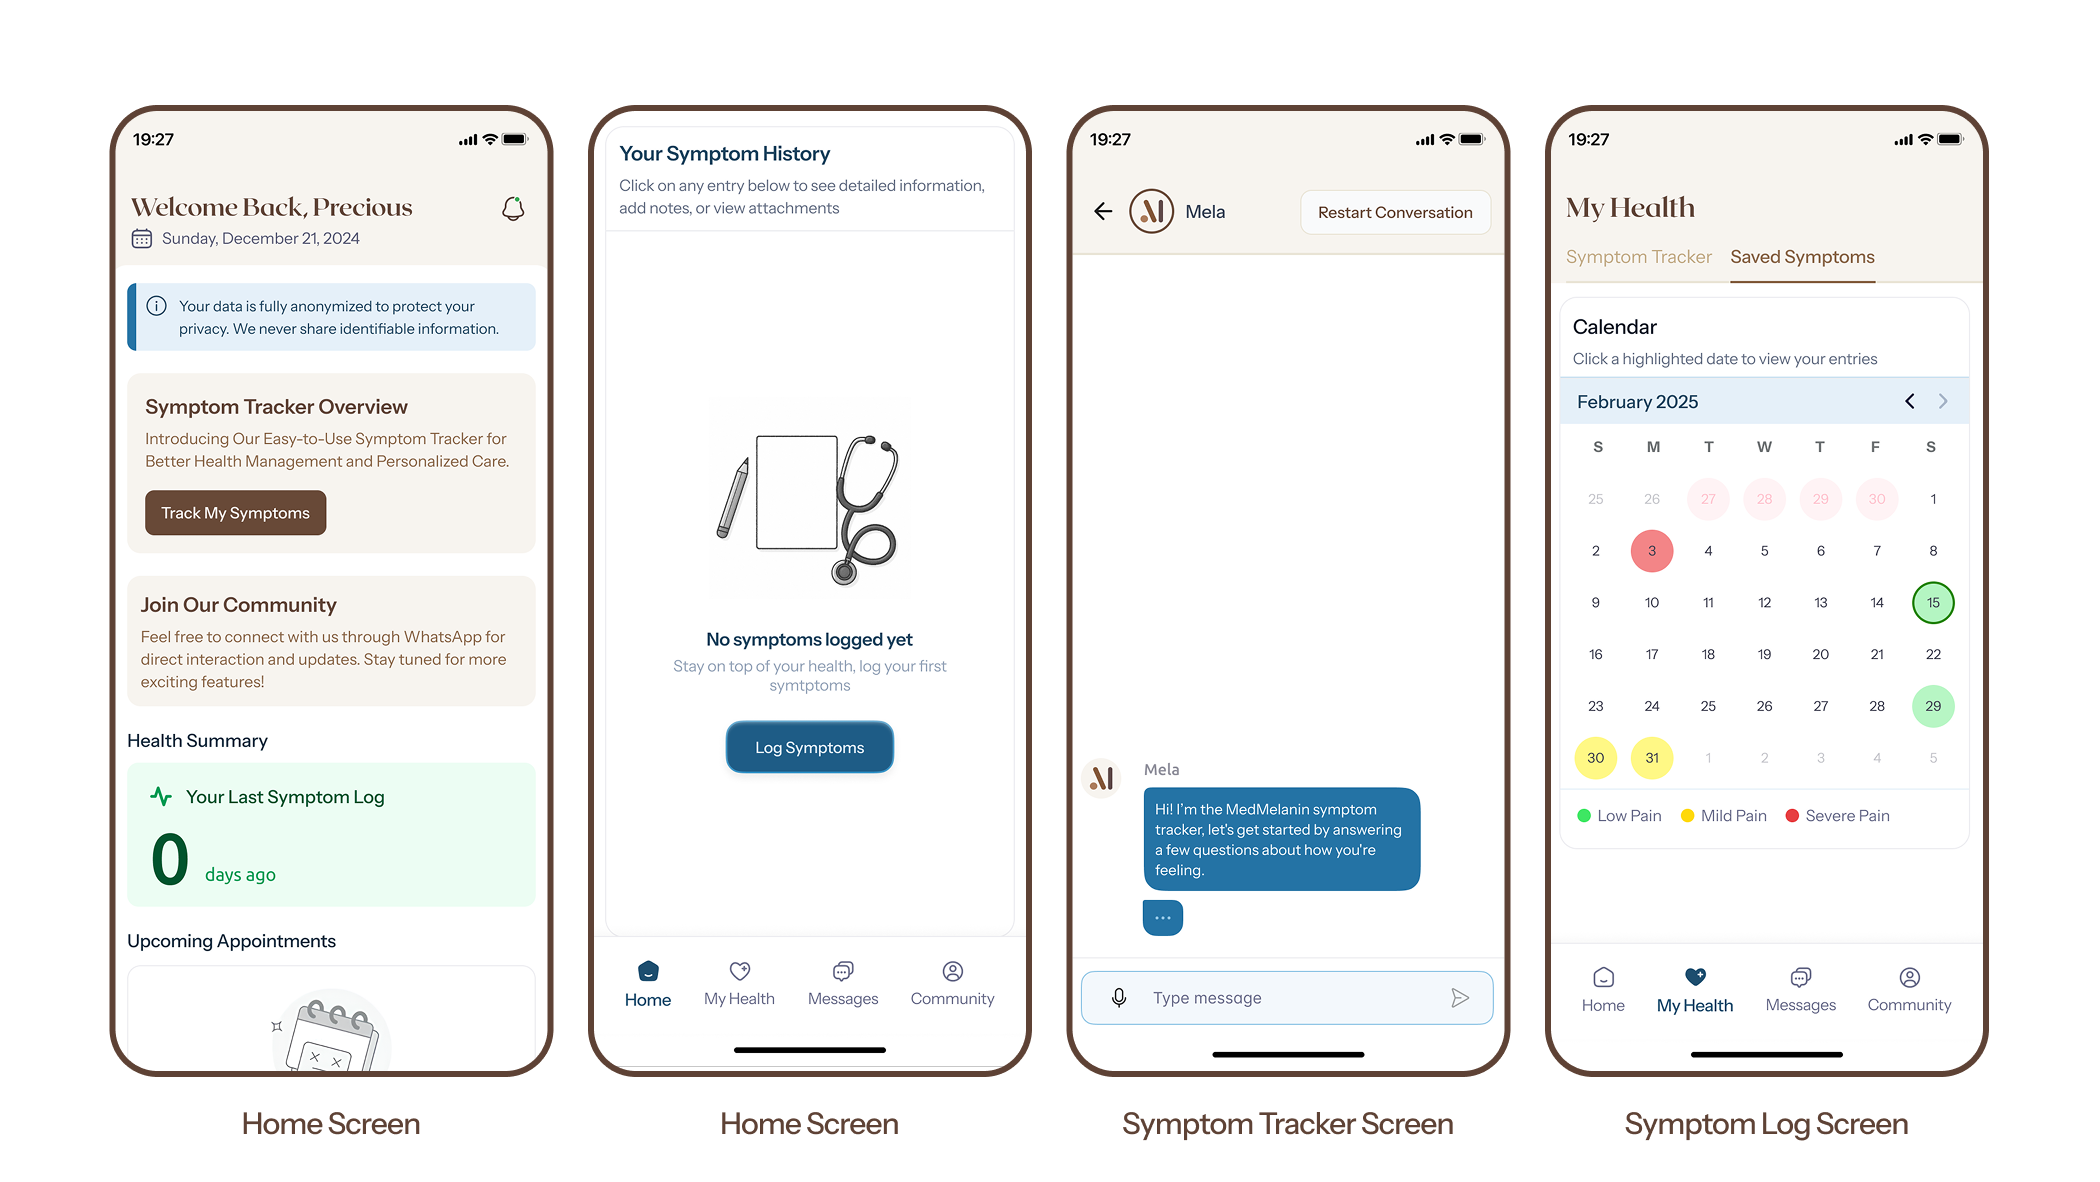 19:27
Welcome Back, Precious
Sunday, December 21, 2024
Your data is fully anonymized to protect your
privacy. We never share identifiable information.
Symptom Tracker Overview
Introducing Our Easy-to-Use Symptom Tracker for
Better Health Management and Personalized Care.
Track My Symptoms
Join Our Community
Feel free to connect with us through WhatsApp for
direct interaction and updates. Stay tuned for more
exciting features!
Health Summary
Your Last Symptom Log
0 days ago
Upcoming Appointments
Home Screen
Your Symptom History
Click on any entry below to see detailed information,
add notes, or view attachments
No symptoms logged yet
Stay on top of your health, log your first
symtptoms
Log Symptoms
Home My Health Messages Community
Home Screen
19:27
Mela
Restart Conversation
Mela
Hi! I'm the MedMelanin symptom
tracker, let's get started by answering
a few questions about how you're
feeling.
...
Type message
Symptom Tracker Screen
19:27
My Health
Symptom Tracker Saved Symptoms
Calendar
Click a highlighted date to view your entries
February 2025
S M T W T F S
25 26 27 28 29 30 1
2 3 4 5 6 7 8
9 10 11 12 13 14 15
16 17 18 19 20 21 22
23 24 25 26 27 28 29
30 31 1 2 3 4 5
Low Pain Mild Pain Severe Pain
Home My Health Messages Community
Symptom Log Screen